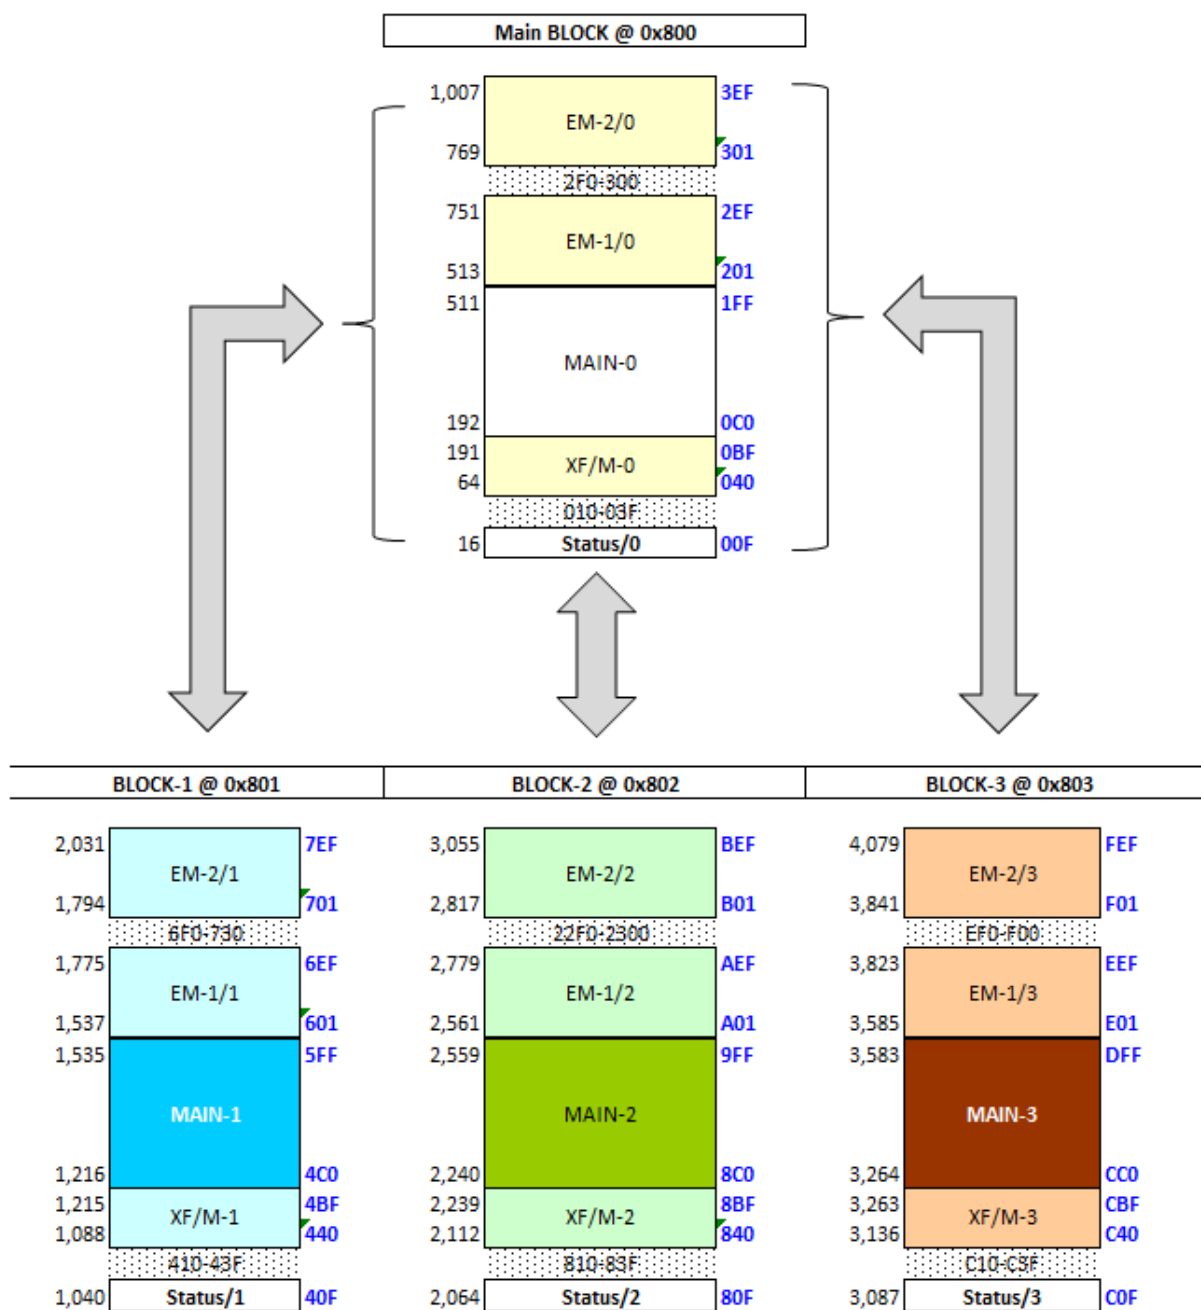 Main BLOCK @ 0x800
1,007 3EF
EM-2/0
769 301
2F0-300
751 2EF
EM-1/0
513 201
511 1FF
MAIN-0
192 0C0
191 0BF
XF/M-0
64 040
010-03F
16 Status/0 00F
BLOCK-1 @ 0x801 BLOCK-2 @ 0x802 BLOCK-3 @ 0x803
2,031 7EF 3,055 BEF 4,079 FEF
EM-2/1 EM-2/2 EM-2/3
1,794 701 2,817 B01 3,841 F01
6F0-730 22F0-2300 EF0-F00
1,775 6EF 2,779 AEF 3,823 EEF
EM-1/1 EM-1/2 EM-1/3
1,537 601 2,561 A01 3,585 E01
1,535 5FF 2,559 9FF 3,583 DFF
MAIN-1 MAIN-2 MAIN-3
1,216 4C0 2,240 8C0 3,264 CC0
1,215 4BF 2,239 8BF 3,263 CBF
XF/M-1 XF/M-2 XF/M-3
1,088 440 2,112 840 3,136 C40
410-43F 810-83F C10-C3F
1,040 Status/1 40F 2,064 Status/2 80F 3,087 Status/3 C0F